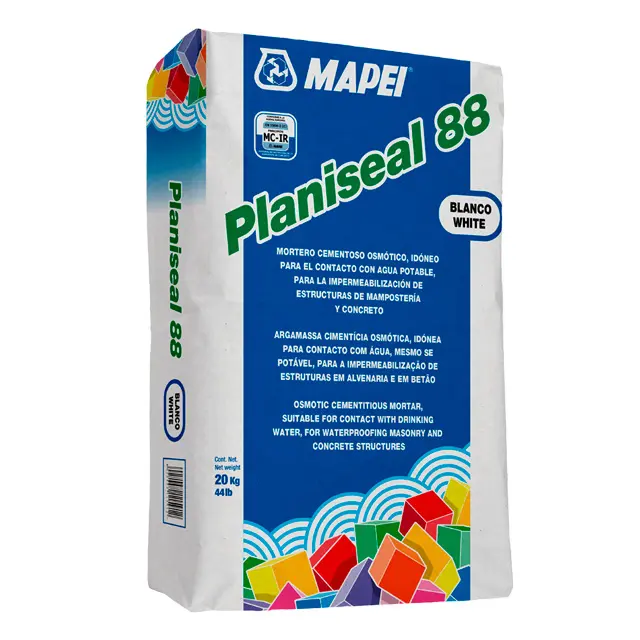 MAPEI
MC-IR
Planiseal 88
BLANCO
WHITE
MORTERO CEMENTOSO OSMÓTICO, IDÓNEO
PARA EL CONTACTO CON AGUA POTABLE,
PARA LA IMPERMEABILIZACIÓN DE
ESTRUCTURAS DE MAMPOSTERÍA
Y CONCRETO
ARGAMASSA CIMENTÍCIA OSMÓTICA, IDÓNEA
PARA CONTACTO COM ÁGUA, MESMO SE
POTÁVEL, PARA A IMPERMEABILIZAÇÃO DE
ESTRUTURAS EM ALVENARIA E EM BETÃO
OSMOTIC CEMENTITIOUS MORTAR,
SUITABLE FOR CONTACT WITH DRINKING
WATER, FOR WATERPROOFING MASONRY AND
CONCRETE STRUCTURES
Cont. Net.
Net weight
20 Kg
44 lb
Planiseal 88
BLANCO
WHITE